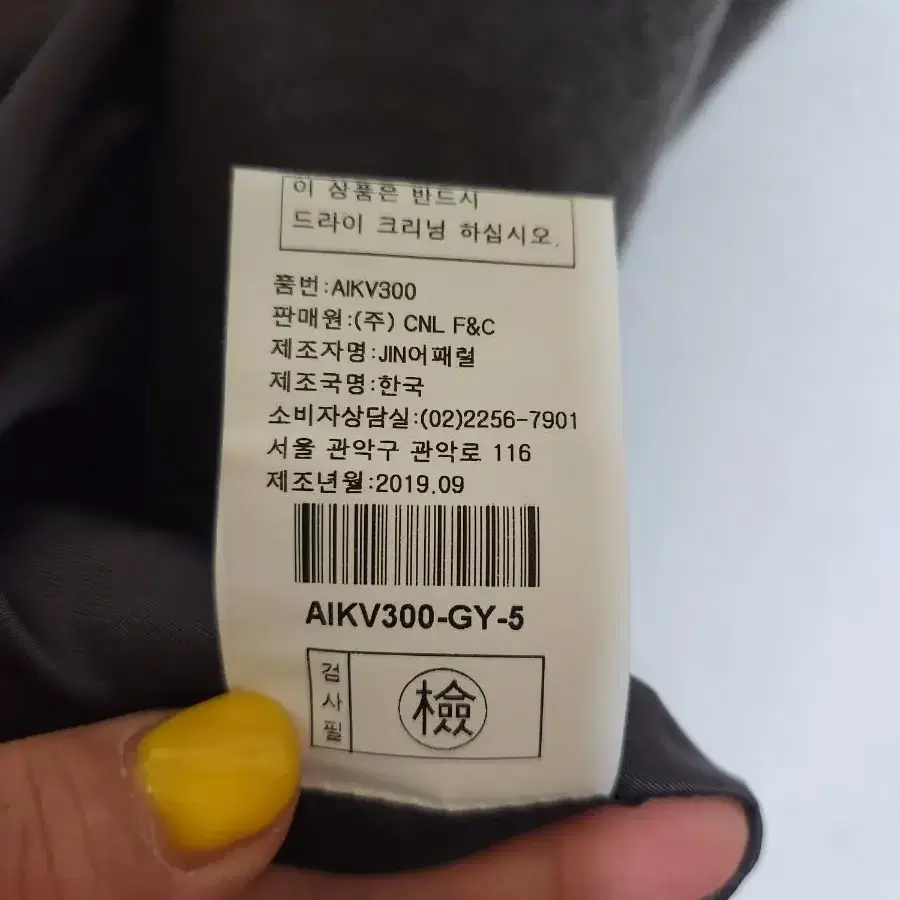 이 상품은 반드시
드라이 크리닝 하십시오.
품번:AIKV300
판매원:(주) CNL F&C
제조자명:JIN어패럴
제조국명:한국
소비자상담실:(02)2256-7901
서울 관악구 관악로 116
제조년월:2019.09
AIKV300-GY-5
검사필
檢